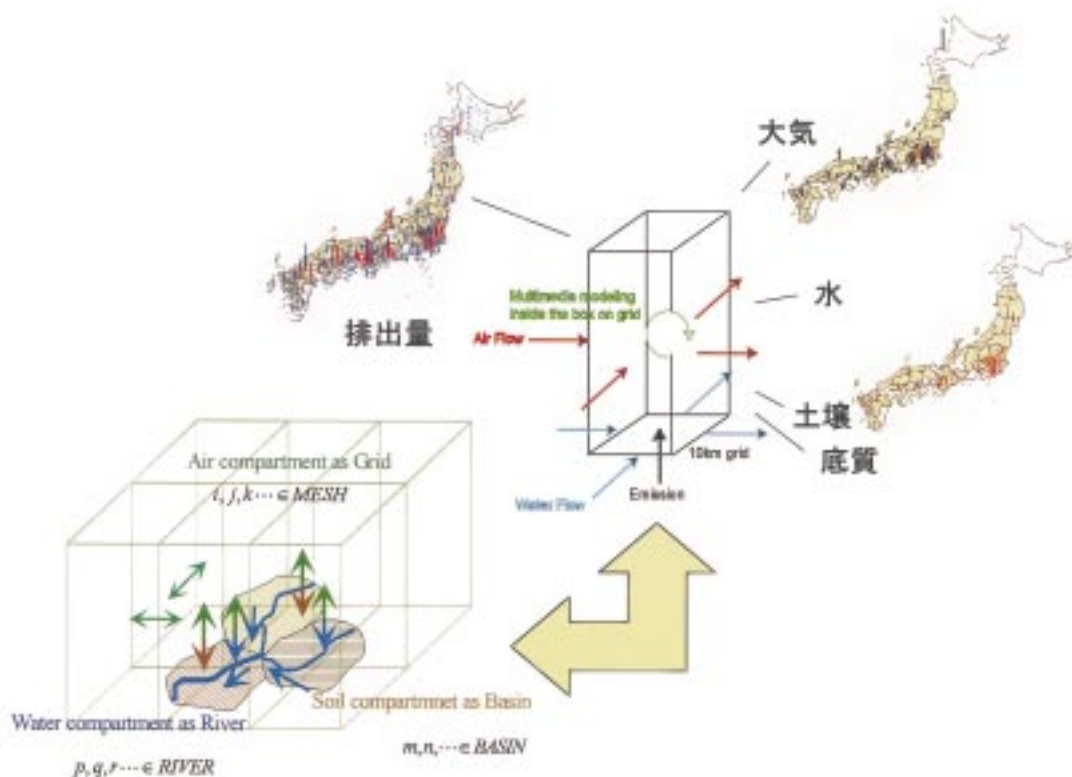 大気
水
土壌
底質
排出量
Multimedia modeling
inside the box on grid
Air Flow
10km grid
Emission
Water Flow
Air compartment as Grid
i, j, k⋯ ∈ MESH
Soil compartmnet as Basin
Water compartment as River
m, n, ⋯ ∈ BASIN
p, q, r⋯ ∈ RIVER